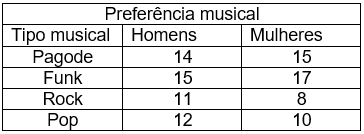 Preferência musical
Tipo musical Homens Mulheres
Pagode 14 15
Funk 15 17
Rock 11 8
Pop 12 10